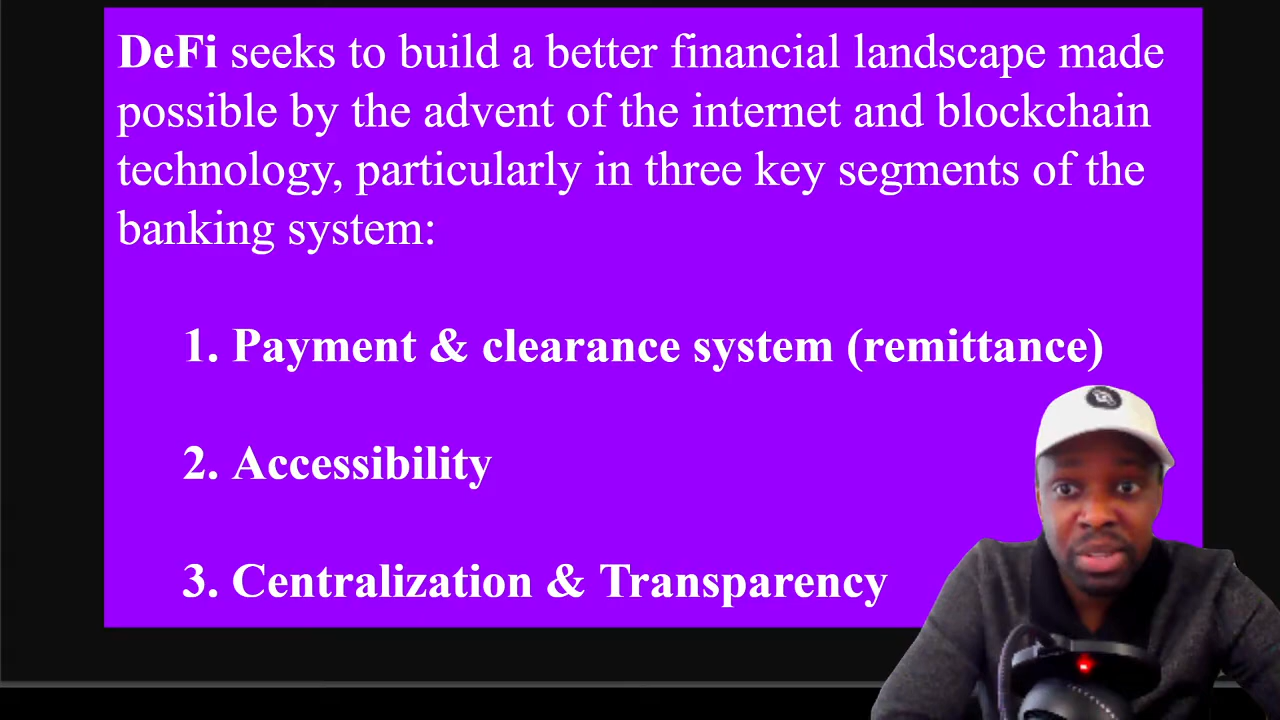 DeFi seeks to build a better financial landscape made
possible by the advent of the internet and blockchain
technology, particularly in three key segments of the
banking system:
1. Payment & clearance system (remittance)
2. Accessibility
3. Centralization & Transparency